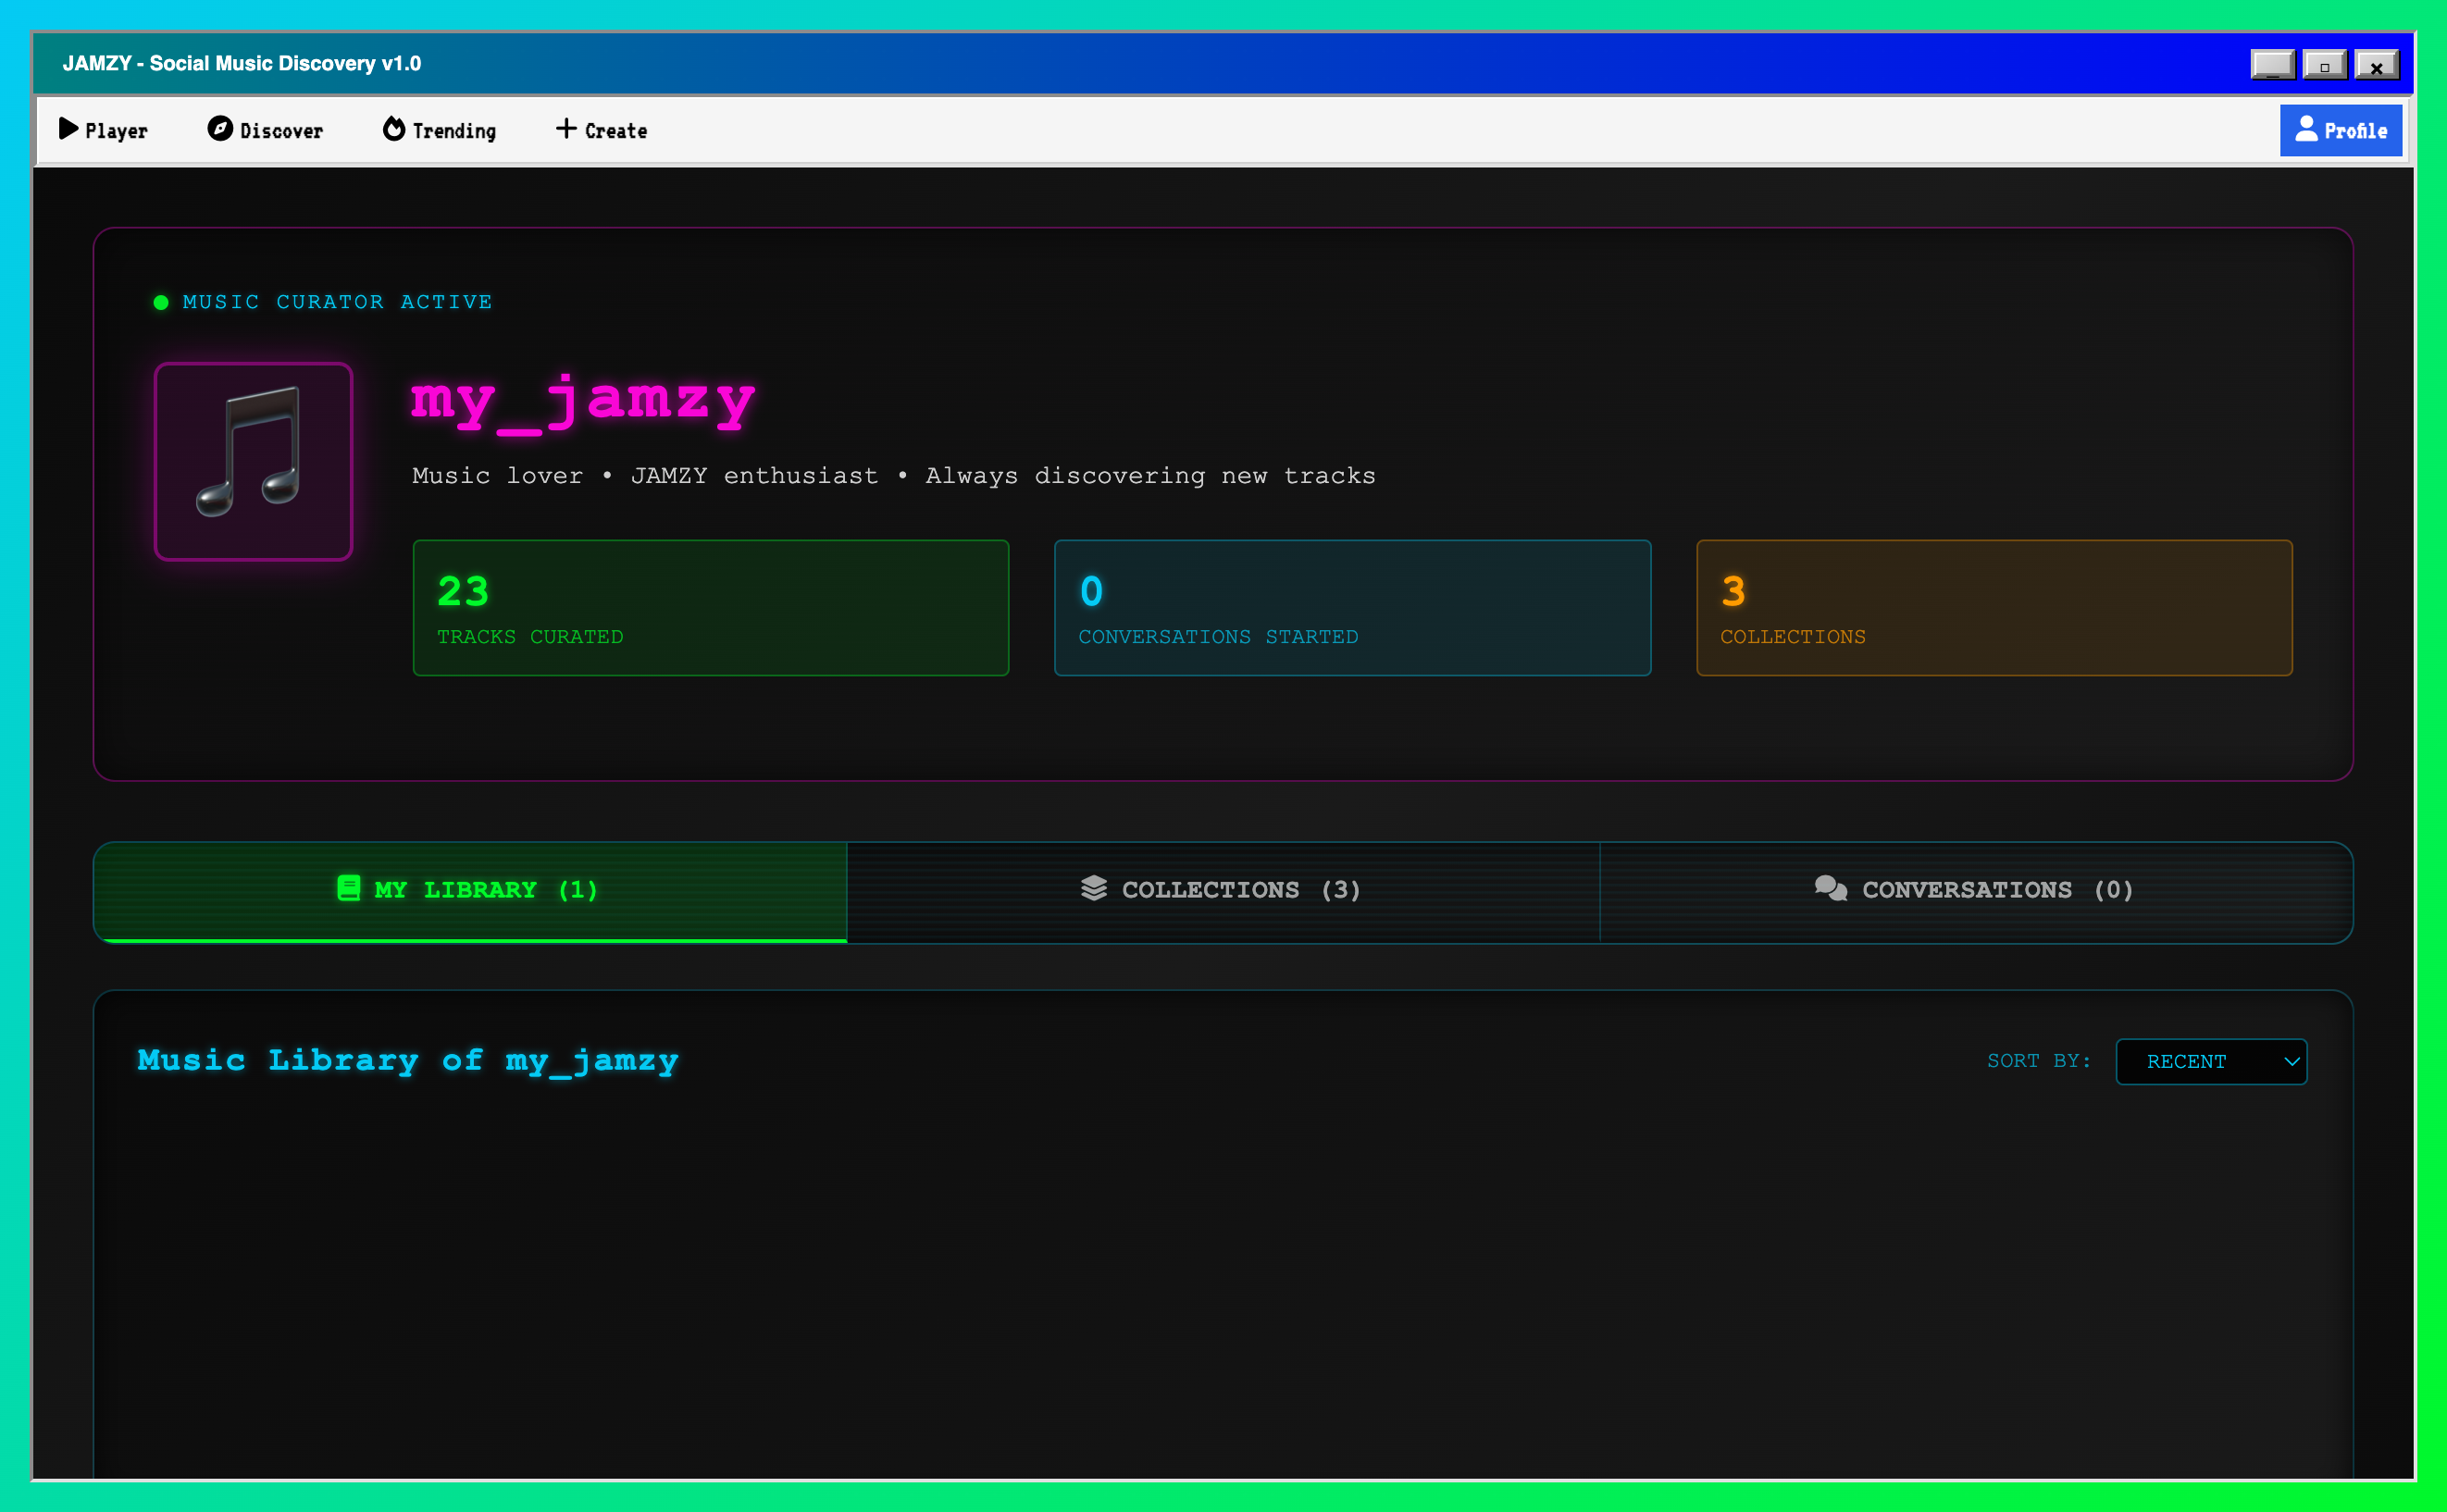 JAMZY - Social Music Discovery v1.0
Player Discover Trending Create Profile
MUSIC CURATOR ACTIVE
my_jamzy
Music lover • JAMZY enthusiast • Always discovering new tracks
23 0 3
TRACKS CURATED CONVERSATIONS STARTED COLLECTIONS
MY LIBRARY (1) COLLECTIONS (3) CONVERSATIONS (0)
Music Library of my_jamzy SORT BY: RECENT